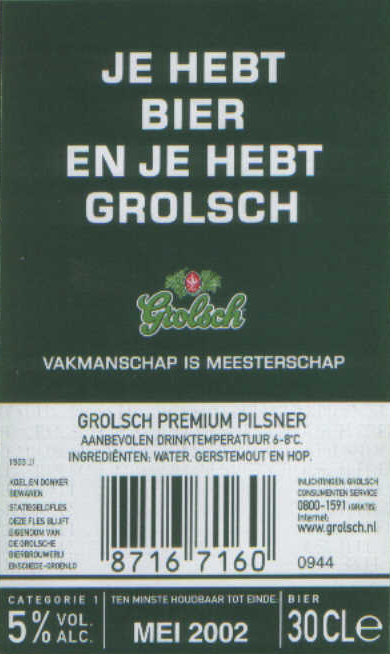 JE HEBT
BIER
EN JE HEBT
GROLSCH
Grolsch
VAKMANSCHAP IS MEESTERSCHAP
GROLSCH PREMIUM PILSNER
AANBEVOLEN DRINKTEMPERATUUR 6-8°C.
INGREDIËNTEN: WATER, GERSTEMOUT EN HOP.
KOEL EN DONKER
BEWAREN
STATIEGELDFLES
DEZE FLES BLIJFT
EIGENDOM VAN
DE GROLSCHE
BIERBROUWERIJ
ENSCHEDE-GROENLO
8716 7160
INLICHTINGEN: GROLSCH
CONSUMENTEN SERVICE
0800-1591 (GRATIS)
Internet:
www.grolsch.nl
0944
CATEGORIE 1
5% VOL.
ALC.
TEN MINSTE HOUDBAAR TOT EINDE:
MEI 2002
BIER
30CLe